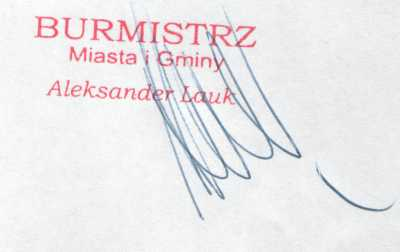 BURMISTRZ
Miasta i Gminy
Aleksander Lauk